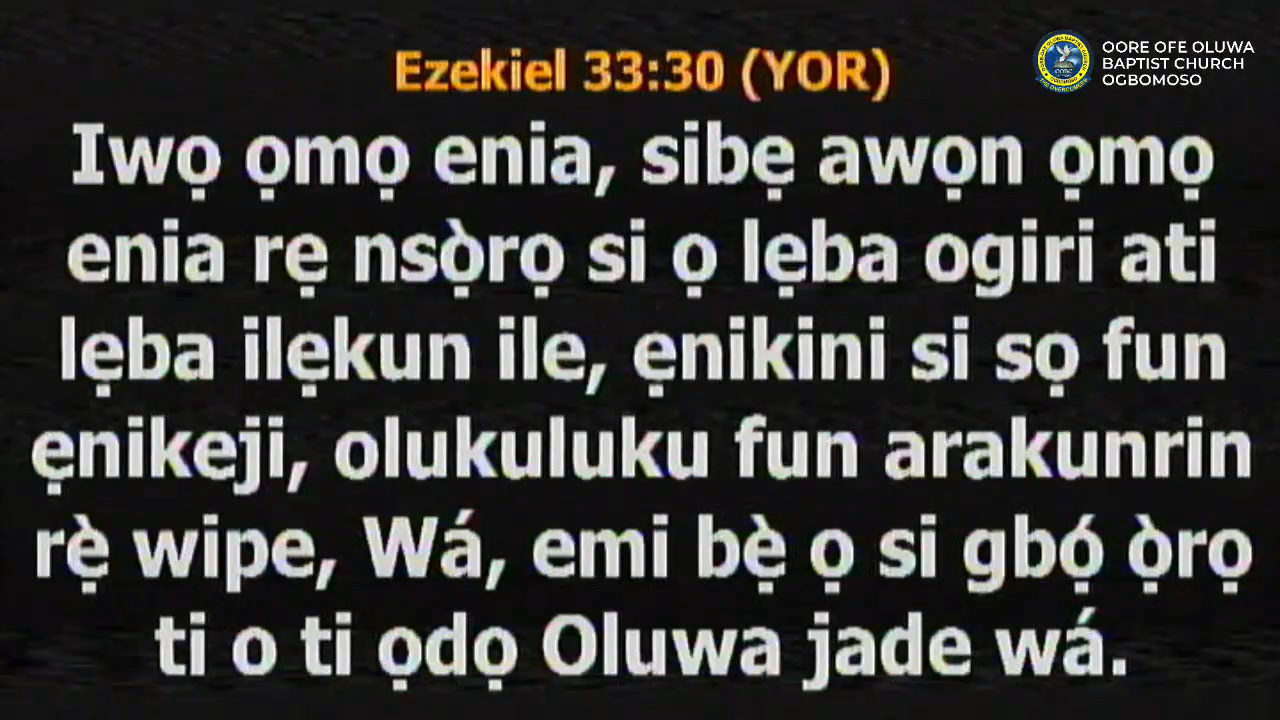 Ezekiel 33:30 (YOR)
OORE OFE OLUWA
BAPTIST CHURCH
OGBOMOSO
Iwọ ọmọ enia, sibẹ awọn ọmọ
enia rẹ nsọ̀rọ si ọ lẹba ogiri ati
lẹba ilẹkun ile, ẹnikini si sọ fun
ẹnikeji, olukuluku fun arakunrin
rẹ̀ wipe, Wá, emi bẹ̀ ọ si gbọ́ ọ̀rọ
ti o ti ọdọ Oluwa jade wá.